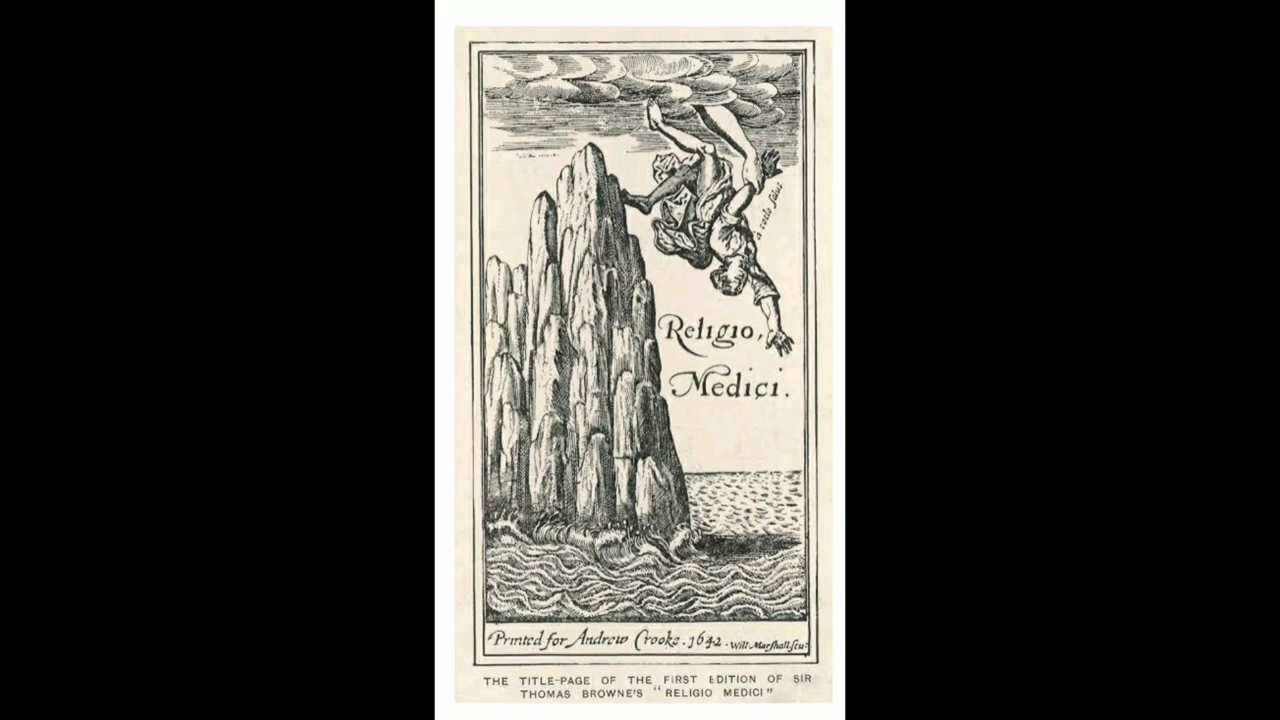 à cœlo salus
Religio,
Medici.
Printed for Andrew Crooke. 1642. Will Marshall. scu:
THE TITLE-PAGE OF THE FIRST EDITION OF SIR
THOMAS BROWNE'S "RELIGIO MEDICI"